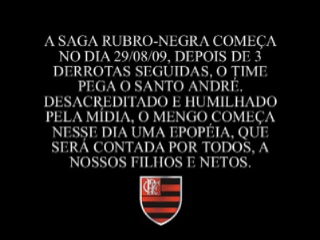 A SAGA RUBRO-NEGRA COMEÇA
NO DIA 29/08/09, DEPOIS DE 3
DERROTAS SEGUIDAS, O TIME
PEGA O SANTO ANDRÉ.
DESACREDITADO E HUMILHADO
PELA MÍDIA, O MENGO COMEÇA
NESSE DIA UMA EPOPÉIA, QUE
SERÁ CONTADA POR TODOS, A
NOSSOS FILHOS E NETOS.